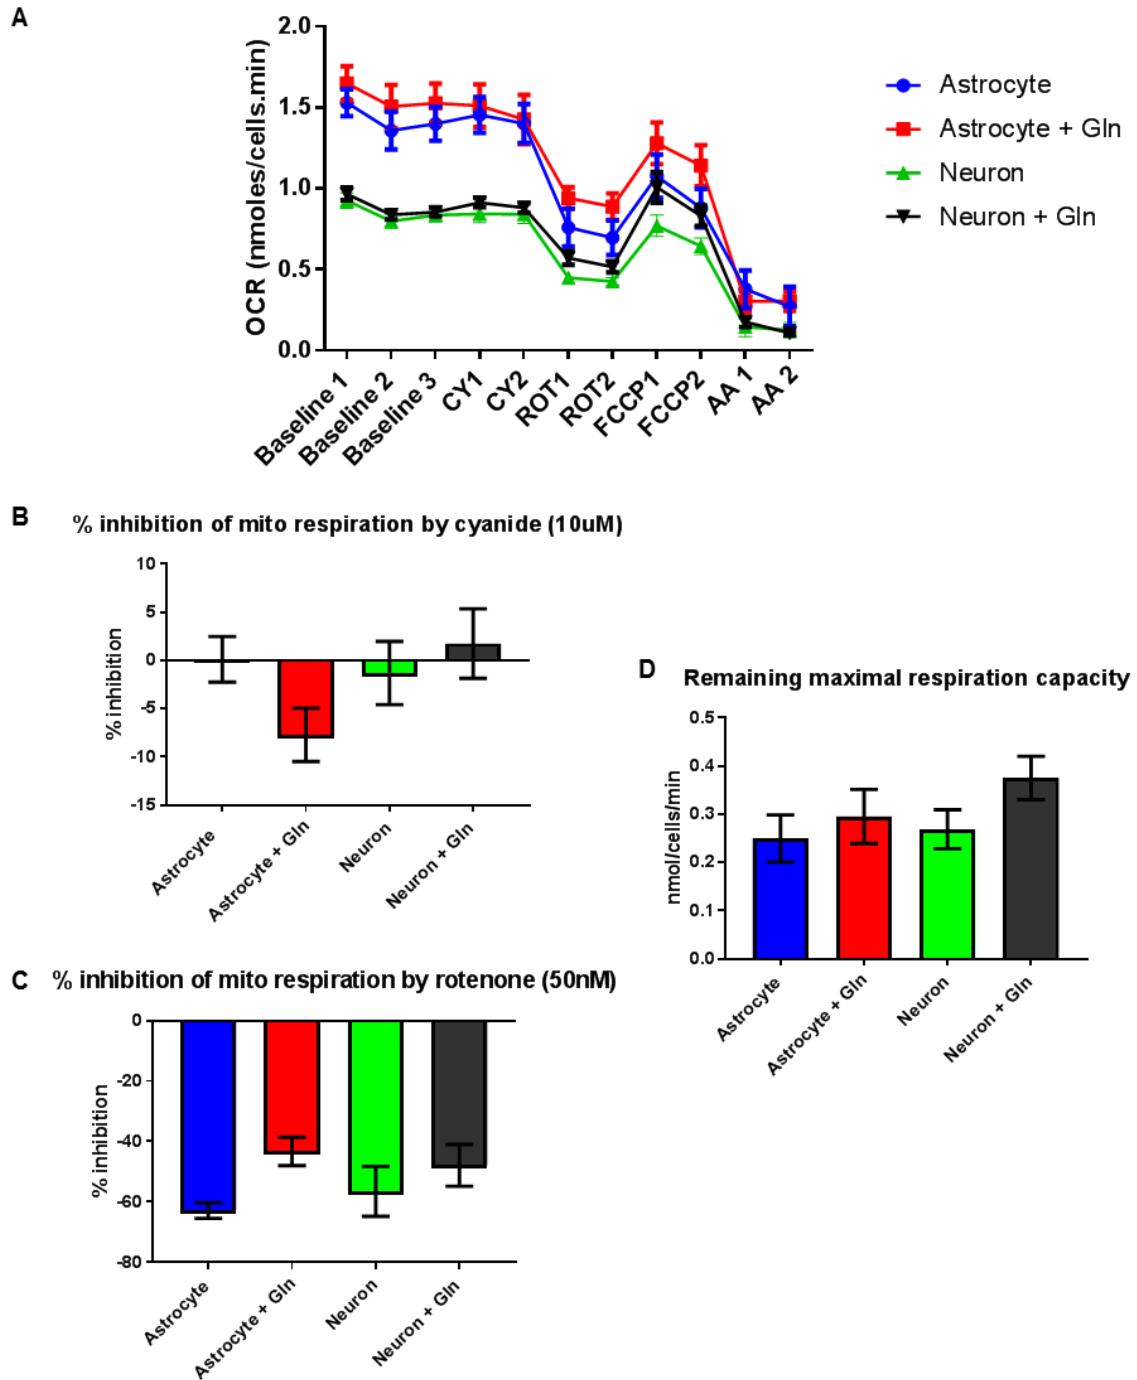 A
2.0
1.5
1.0
0.5
0.0
OCR (nmoles/cells.min)
Baseline 1
Baseline 2
Baseline 3
CY1
CY2
ROT1
ROT2
FCCP1
FCCP2
AA 1
AA 2
Astrocyte
Astrocyte + Gln
Neuron
Neuron + Gln
B
% inhibition of mito respiration by cyanide (10uM)
10
5
0
-5
-10
-15
% inhibition
Astrocyte
Astrocyte + Gln
Neuron
Neuron + Gln
C
% inhibition of mito respiration by rotenone (50nM)
0
-20
-40
-60
-80
% inhibition
Astrocyte
Astrocyte + Gln
Neuron
Neuron + Gln
D
Remaining maximal respiration capacity
0.5
0.4
0.3
0.2
0.1
0.0
nmol/cells/min
Astrocyte
Astrocyte + Gln
Neuron
Neuron + Gln